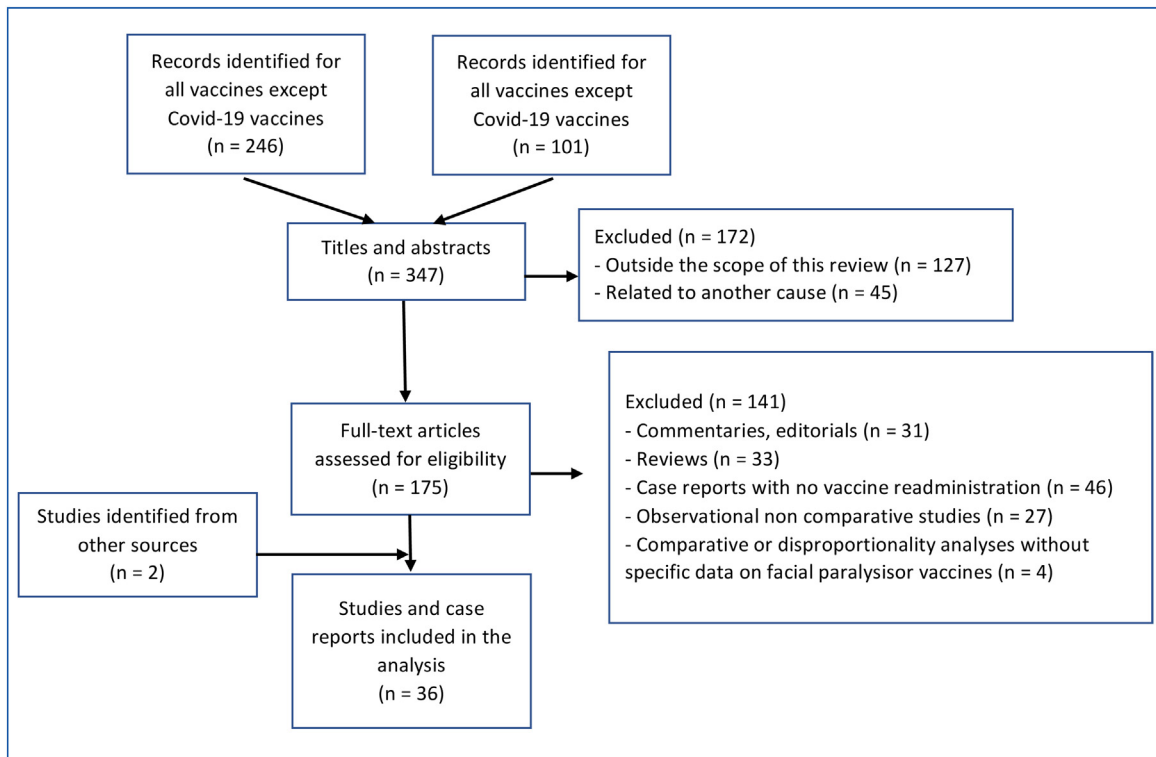 Records identified for
all vaccines except
Covid-19 vaccines
(n = 246)
Records identified for
all vaccines except
Covid-19 vaccines
(n = 101)
Titles and abstracts
(n = 347)
Excluded (n = 172)
- Outside the scope of this review (n = 127)
- Related to another cause (n = 45)
Full-text articles
assessed for eligibility
(n = 175)
Excluded (n = 141)
- Commentaries, editorials (n = 31)
- Reviews (n = 33)
- Case reports with no vaccine readministration (n = 46)
- Observational non comparative studies (n = 27)
- Comparative or disproportionality analyses without
specific data on facial paralysisor vaccines (n = 4)
Studies identified from
other sources
(n = 2)
Studies and case
reports included in the
analysis
(n = 36)